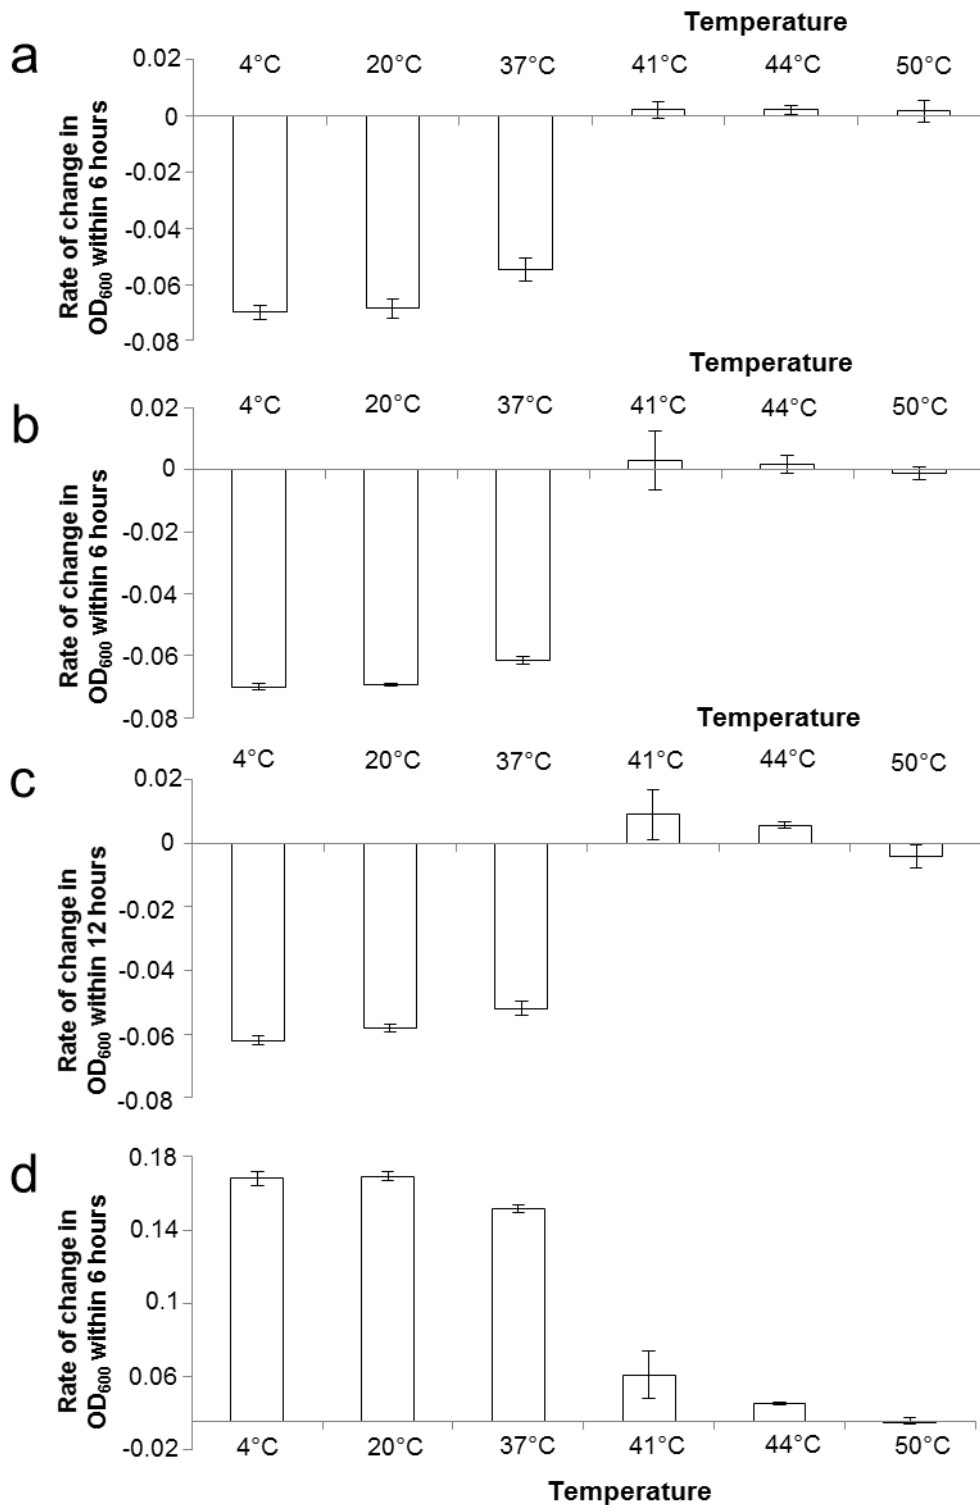 Temperature
a
0.02
4°C 20°C 37°C 41°C 44°C 50°C
0
-0.02
-0.04
-0.06
-0.08
Rate of change in
OD600 within 6 hours
Temperature
b
0.02
4°C 20°C 37°C 41°C 44°C 50°C
0
-0.02
-0.04
-0.06
-0.08
Rate of change in
OD600 within 6 hours
Temperature
c
4°C 20°C 37°C 41°C 44°C 50°C
0.02
0
-0.02
-0.04
-0.06
-0.08
Rate of change in
OD600 within 12 hours
d
0.18
0.14
0.1
0.06
-0.02
Rate of change in
OD600 within 6 hours
4°C 20°C 37°C 41°C 44°C 50°C
Temperature